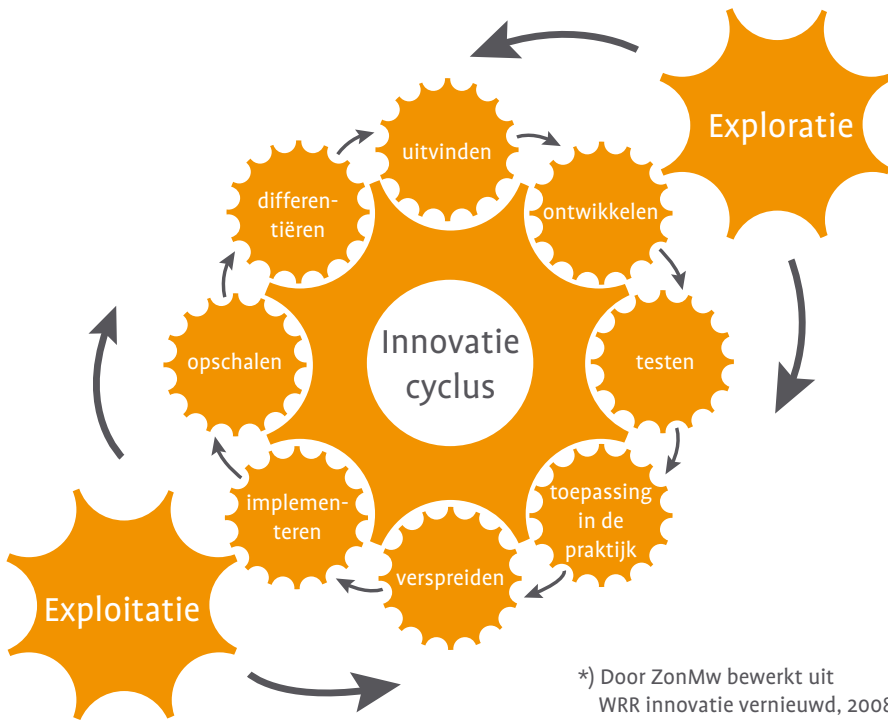 Exploratie
uitvinden
ontwikkelen
testen
toepassing
in de
praktijk
verspreiden
implemen-
teren
opschalen
differen-
tiëren
Innovatie
cyclus
Exploitatie
*) Door ZonMw bewerkt uit
WRR innovatie vernieuwd, 2008